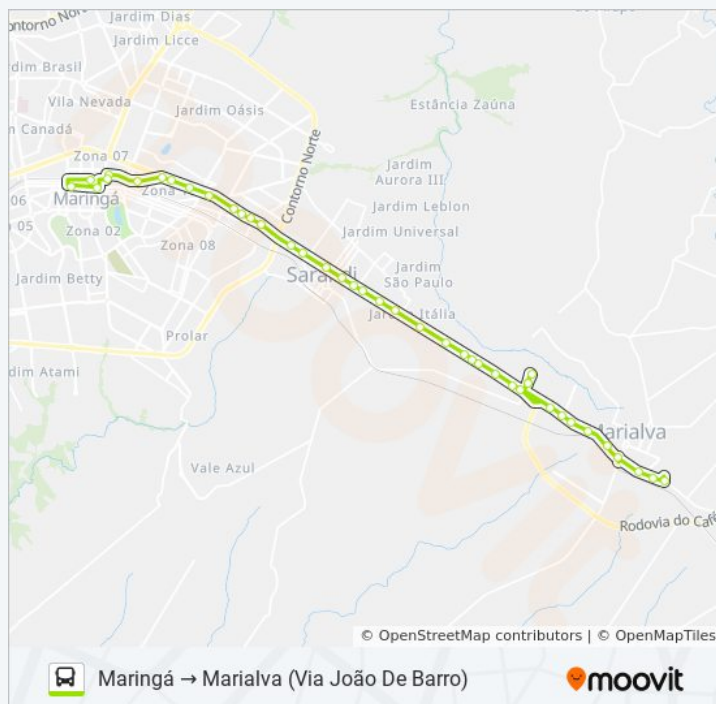 Contorno Norte
Jardim Dias
Jardim Licce
Jardim Brasil
Vila Nevada
Jardim Oásis
Estância Zaúna
m Canadá
Zona 07
Contorno Norte
Jardim
Aurora III
06
Maringá
Zona
Jardim Leblon
05
Zona 02
Zona 08
Jardim Universal
Jardim Betty
Sarandi
Jardim
São Paulo
Jardim Itália
Prolar
dim Atami
Marialva
Vale Azul
Rodovia do Café
© OpenStreetMap contributors | © OpenMapTiles
Maringá → Marialva (Via João De Barro)
moovit